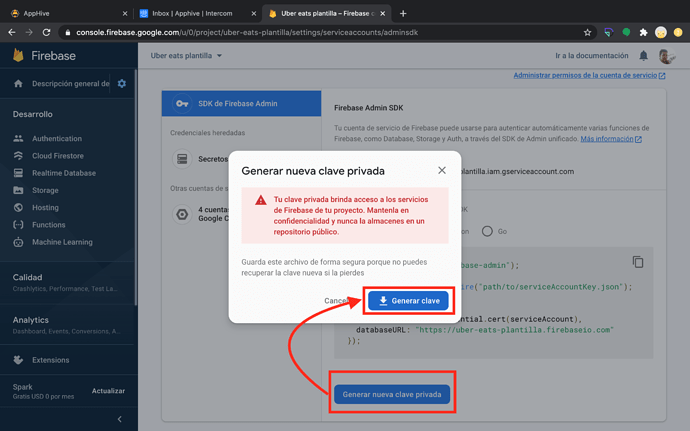 AppHive
Inbox | Apphive | Intercom
Uber eats plantilla – Firebase c
console.firebase.google.com/u/0/project/uber-eats-plantilla/settings/serviceaccounts/adminsdk
Firebase
Uber eats plantilla
Ir a la documentación
Descripción general de
Administrar permisos de la cuenta de servicio
Desarrollo
Authentication
Cloud Firestore
Realtime Database
Storage
Hosting
Functions
Machine Learning
Calidad
Crashlytics, Performance, Test La...
Analytics
Dashboard, Events, Conversions, A...
Extensions
Spark
Gratis USD 0 por mes
Actualizar
SDK de Firebase Admin
Credenciales heredadas
Secretos
Otras cuentas de s
4 cuentas
Google C
Firebase Admin SDK
Tu cuenta de servicio de Firebase puede usarse para autenticar automáticamente varias funciones de
Firebase, como Database, Storage y Auth, a través del SDK de Admin unificado. Más información
plantilla.iam.gserviceaccount.com
DK
on
Go
base-admin");
ire("path/to/serviceAccountKey.json");
ential.cert(serviceAccount),
databaseURL: "https://uber-eats-plantilla.firebaseio.com"
});
Generar nueva clave privada
Generar nueva clave privada
Tu clave privada brinda acceso a los servicios
de Firebase de tu proyecto. Mantenla en
confidencialidad y nunca la almacenes en un
repositorio público.
Guarda este archivo de forma segura porque no puedes
recuperar la clave nueva si la pierdes
Cancel
Generar clave